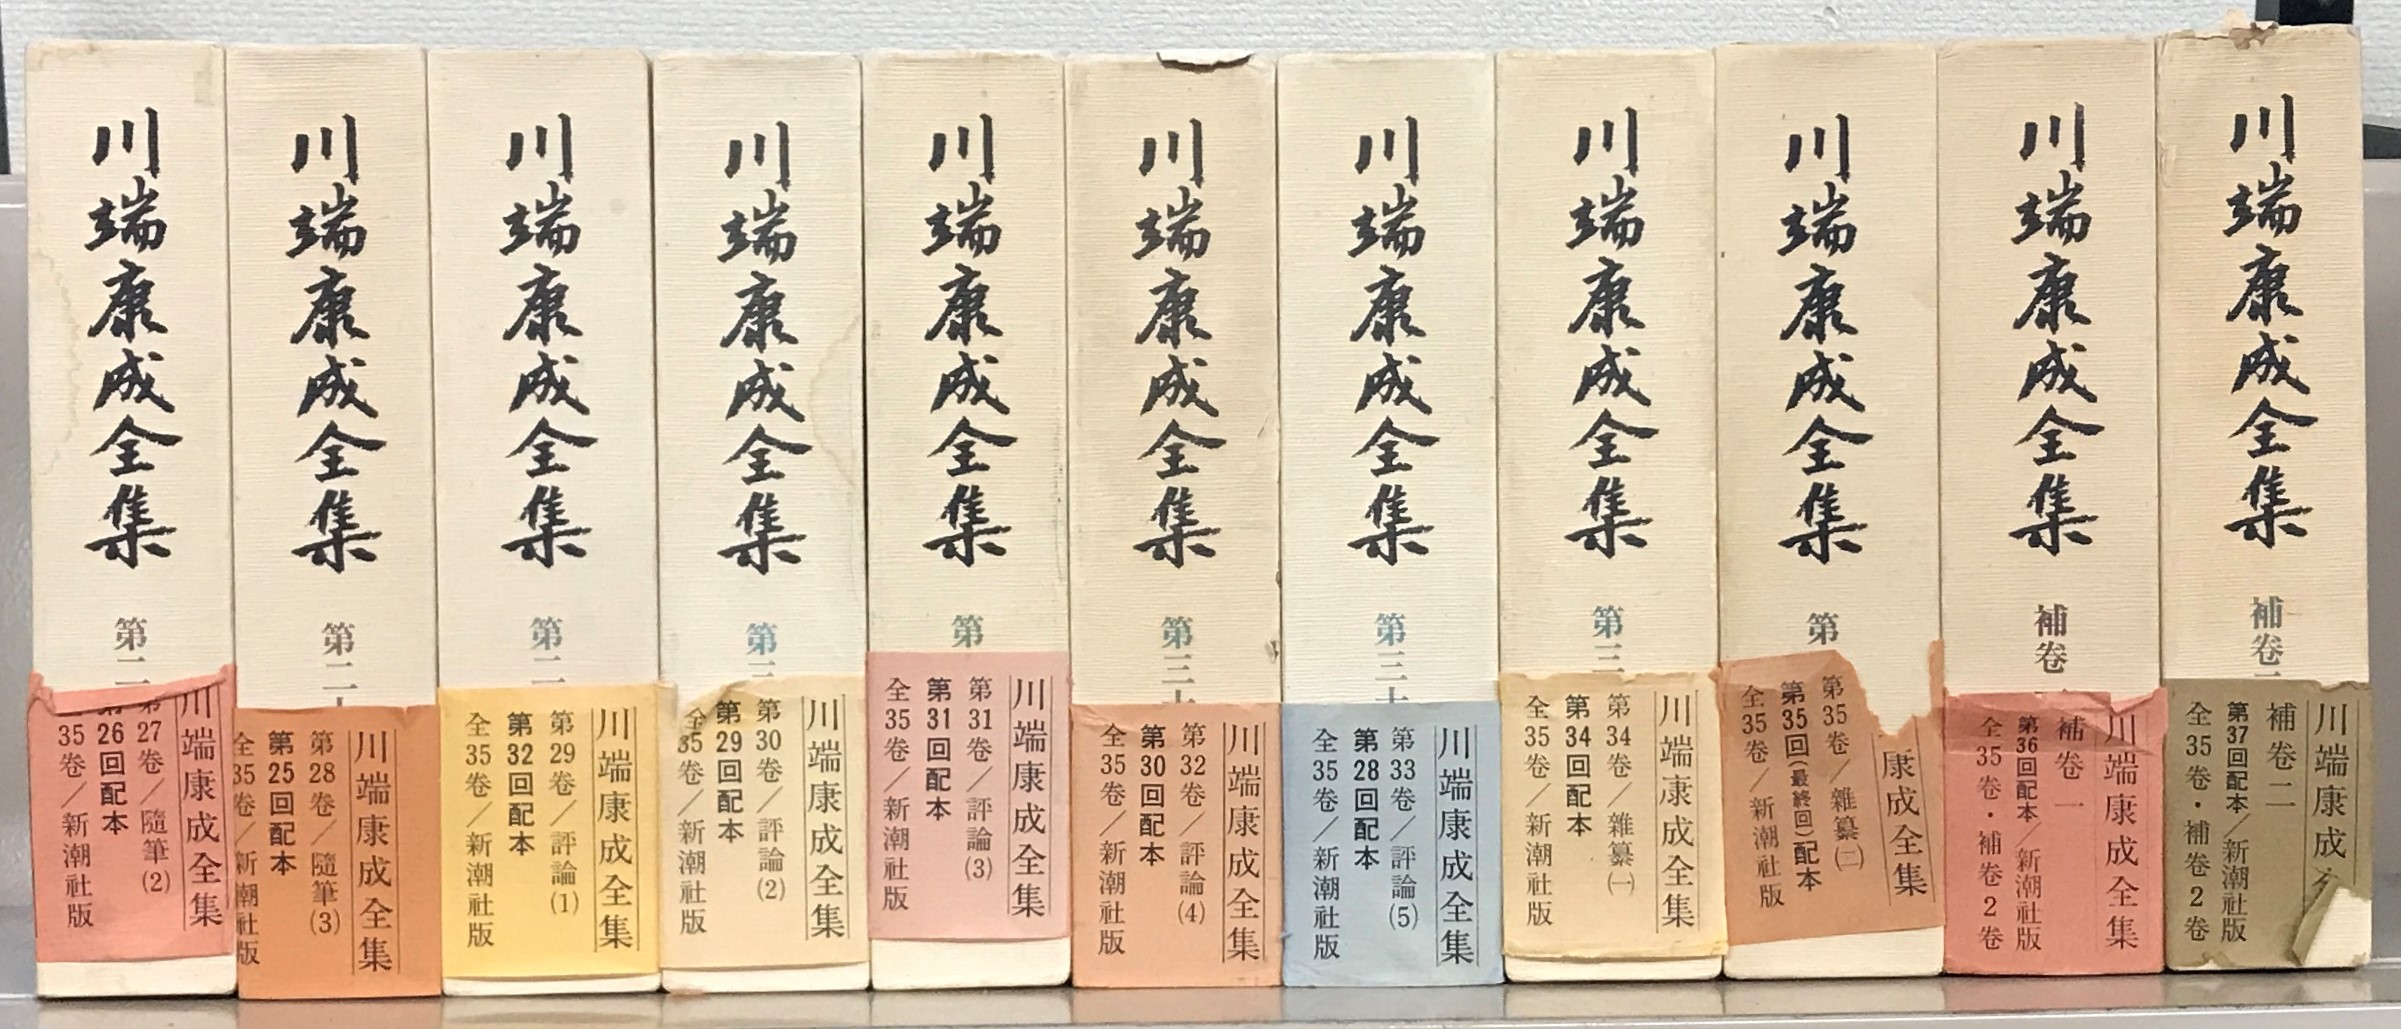 川端康成全集
第二
川端康成全集
第27巻／隨筆(2)
第26回配本
35巻／新潮社版
川端康成全集
第二十
川端康成全集
第28巻／隨筆(3)
第25回配本
全35巻／新潮社版
川端康成全集
第二
川端康成全集
第29巻／評論(1)
第32回配本
全35巻／新潮社版
川端康成全集
第三
川端康成全集
第30巻／評論(2)
第29回配本
全35巻／新潮社版
川端康成全集
第
川端康成全集
第31巻／評論(3)
第31回配本
全35巻／新潮社版
川端康成全集
第三十
川端康成全集
第32巻／評論(4)
第30回配本
全35巻／新潮社版
川端康成全集
第三十
川端康成全集
第33巻／評論(5)
第28回配本
全35巻／新潮社版
川端康成全集
第三
川端康成全集
第34巻／雜纂(一)
第34回配本
全35巻／新潮社版
川端康成全集
第
康成全集
第35巻／雜纂(二)
第35回(最終回)配本
全35巻／新潮社版
川端康成全集
補巻
川端康成全集
補巻一
第36回配本／新潮社版
全35巻・補巻2巻
川端康成全集
補巻二
川端康成全
補巻二
第37回配本／新潮社版
全35巻・補巻2巻